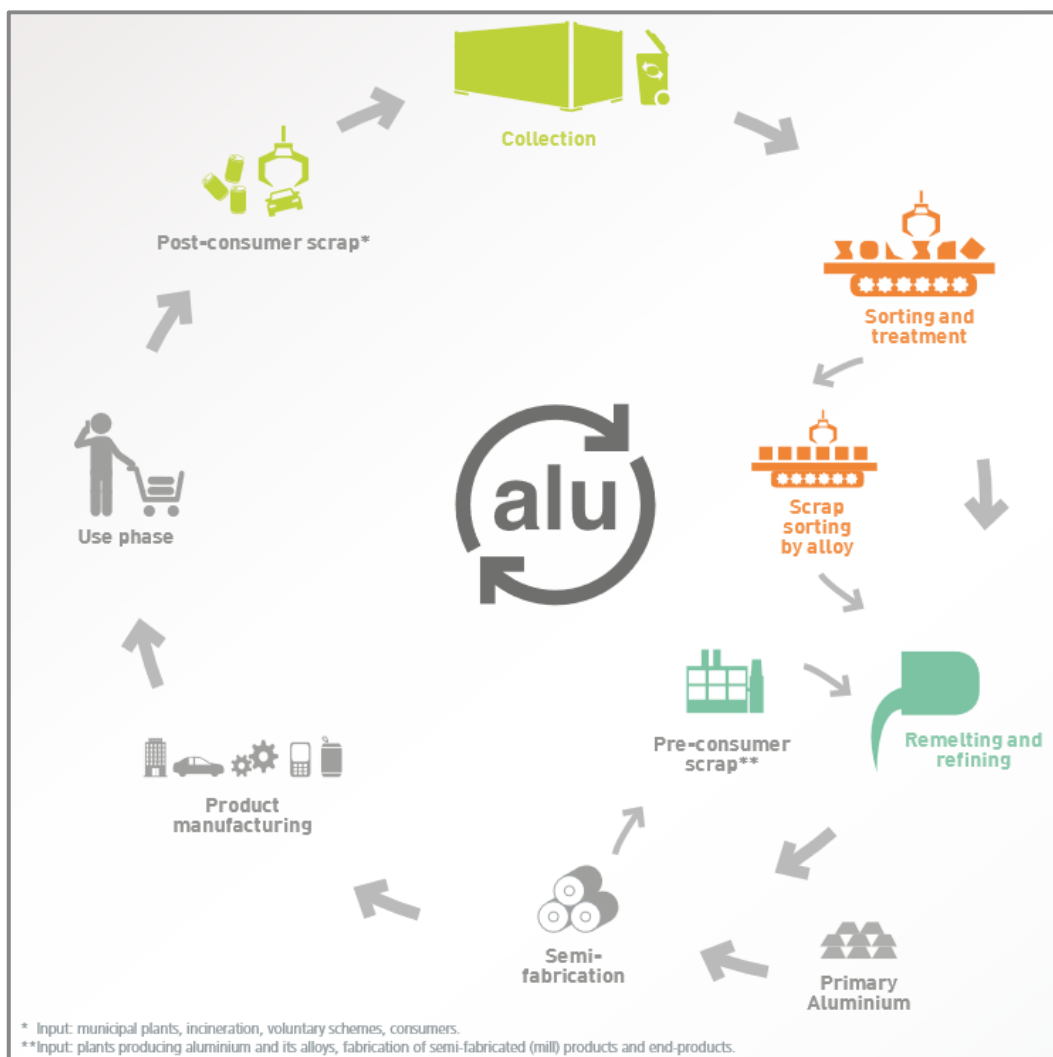 Collection
Post-consumer scrap*
Sorting and
treatment
alu
Scrap
sorting
by alloy
Use phase
Pre-consumer
scrap**
Remelting and
refining
Product
manufacturing
Semi-
fabrication
Primary
Aluminium
* Input: municipal plants, incineration, voluntary schemes, consumers.
**Input: plants producing aluminium and its alloys, fabrication of semi-fabricated (mill) products and end-products.